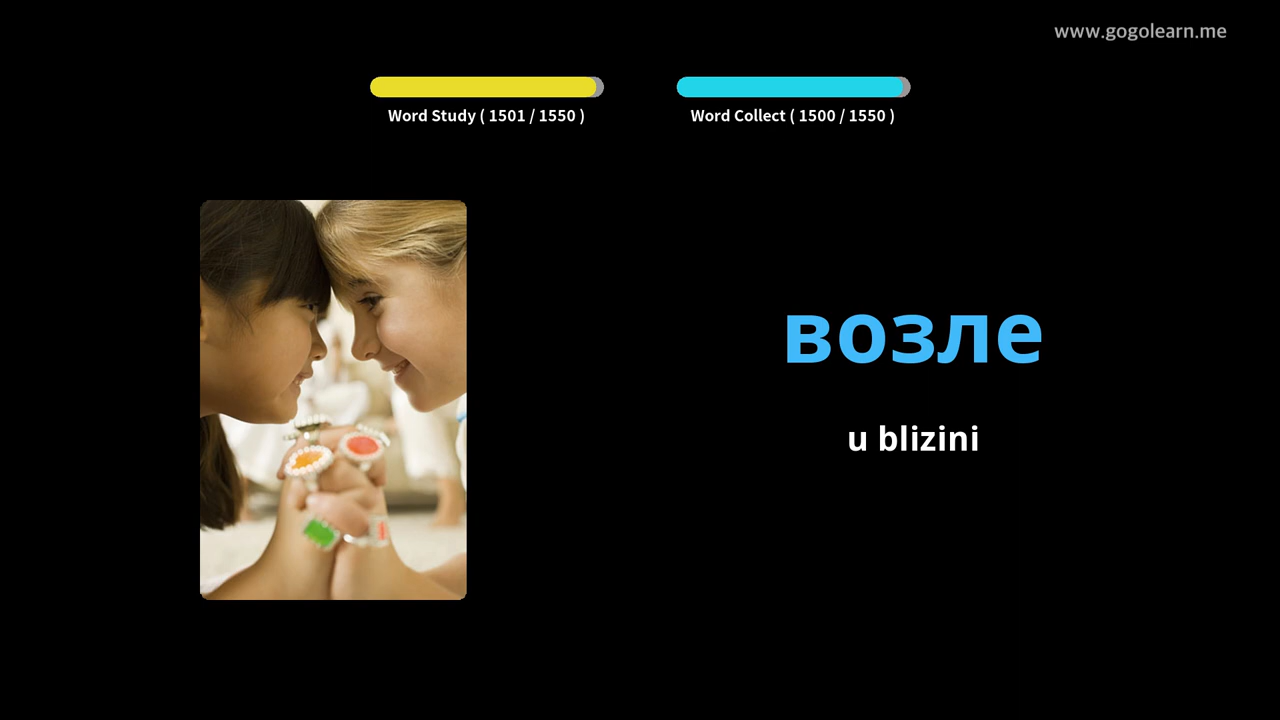 www.gogolearn.me
Word Study ( 1501 / 1550 )
Word Collect ( 1500 / 1550 )
возле
u blizini